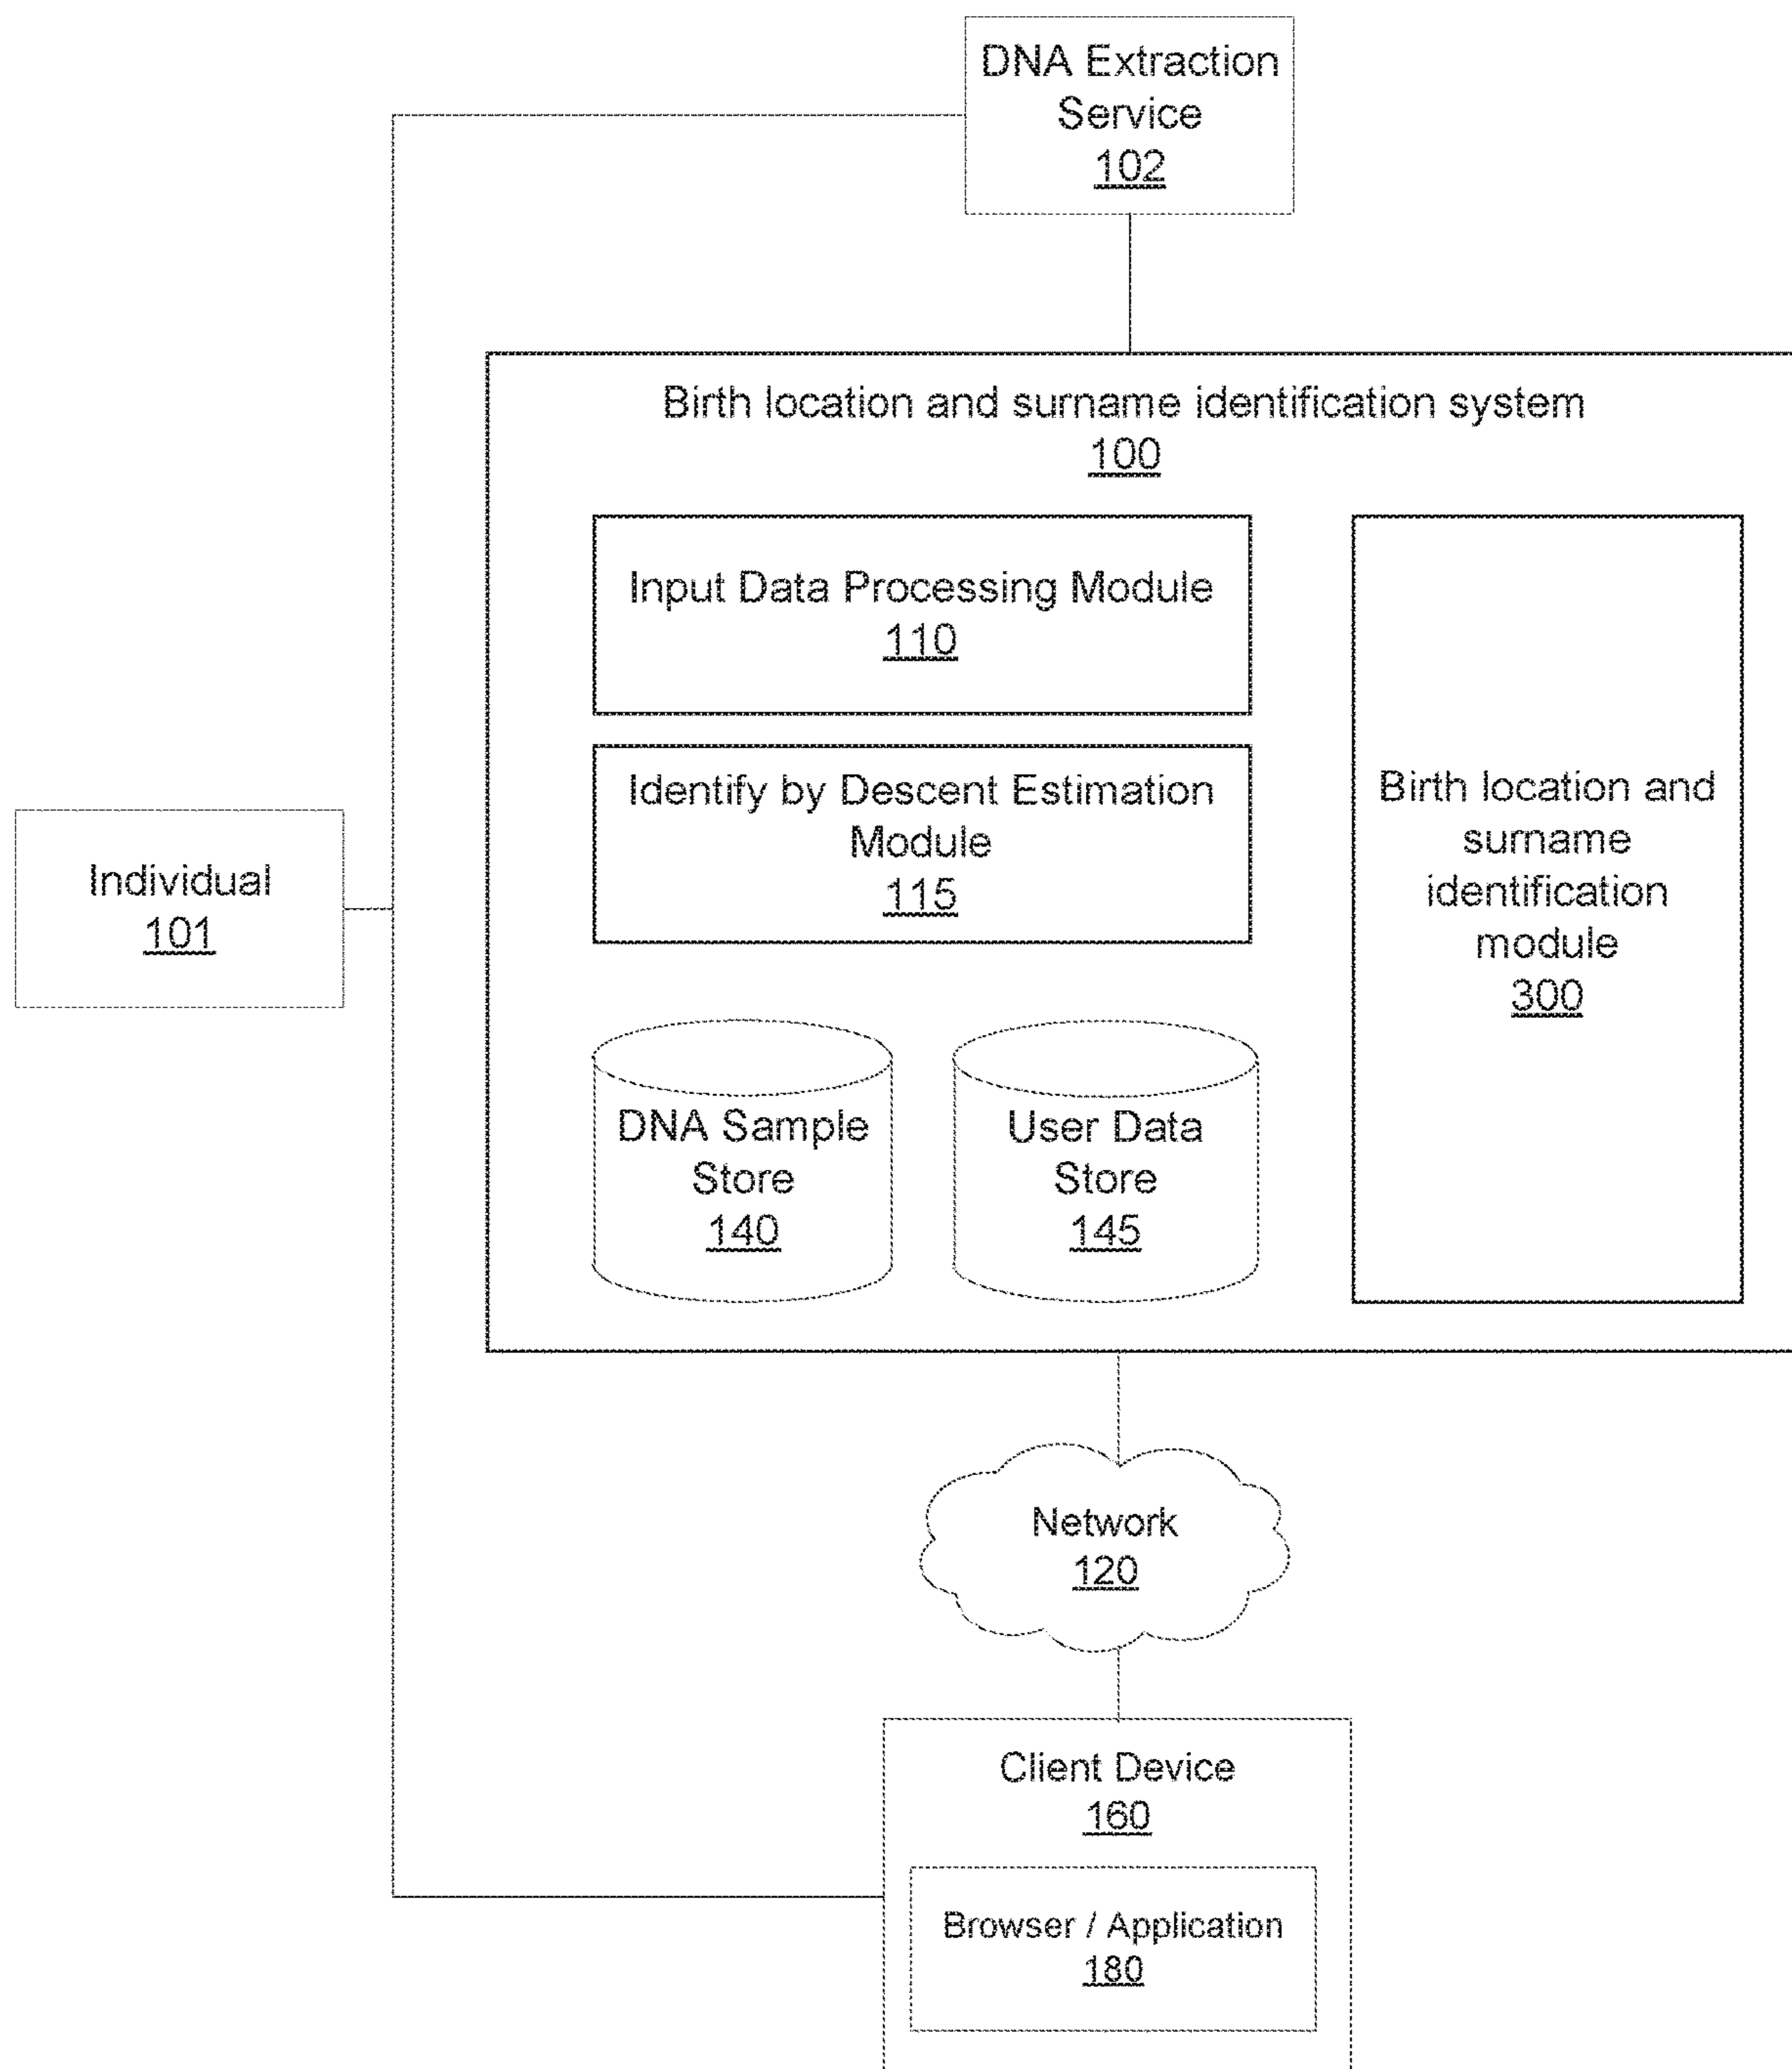 DNA Extraction
Service
102
Birth location and surname identification system
100
Input Data Processing Module
110
Identify by Descent Estimation
Module
115
Birth location and
surname
identification
module
300
Individual
101
DNA Sample
Store
140
User Data
Store
145
Network
120
Client Device
160
Browser / Application
180